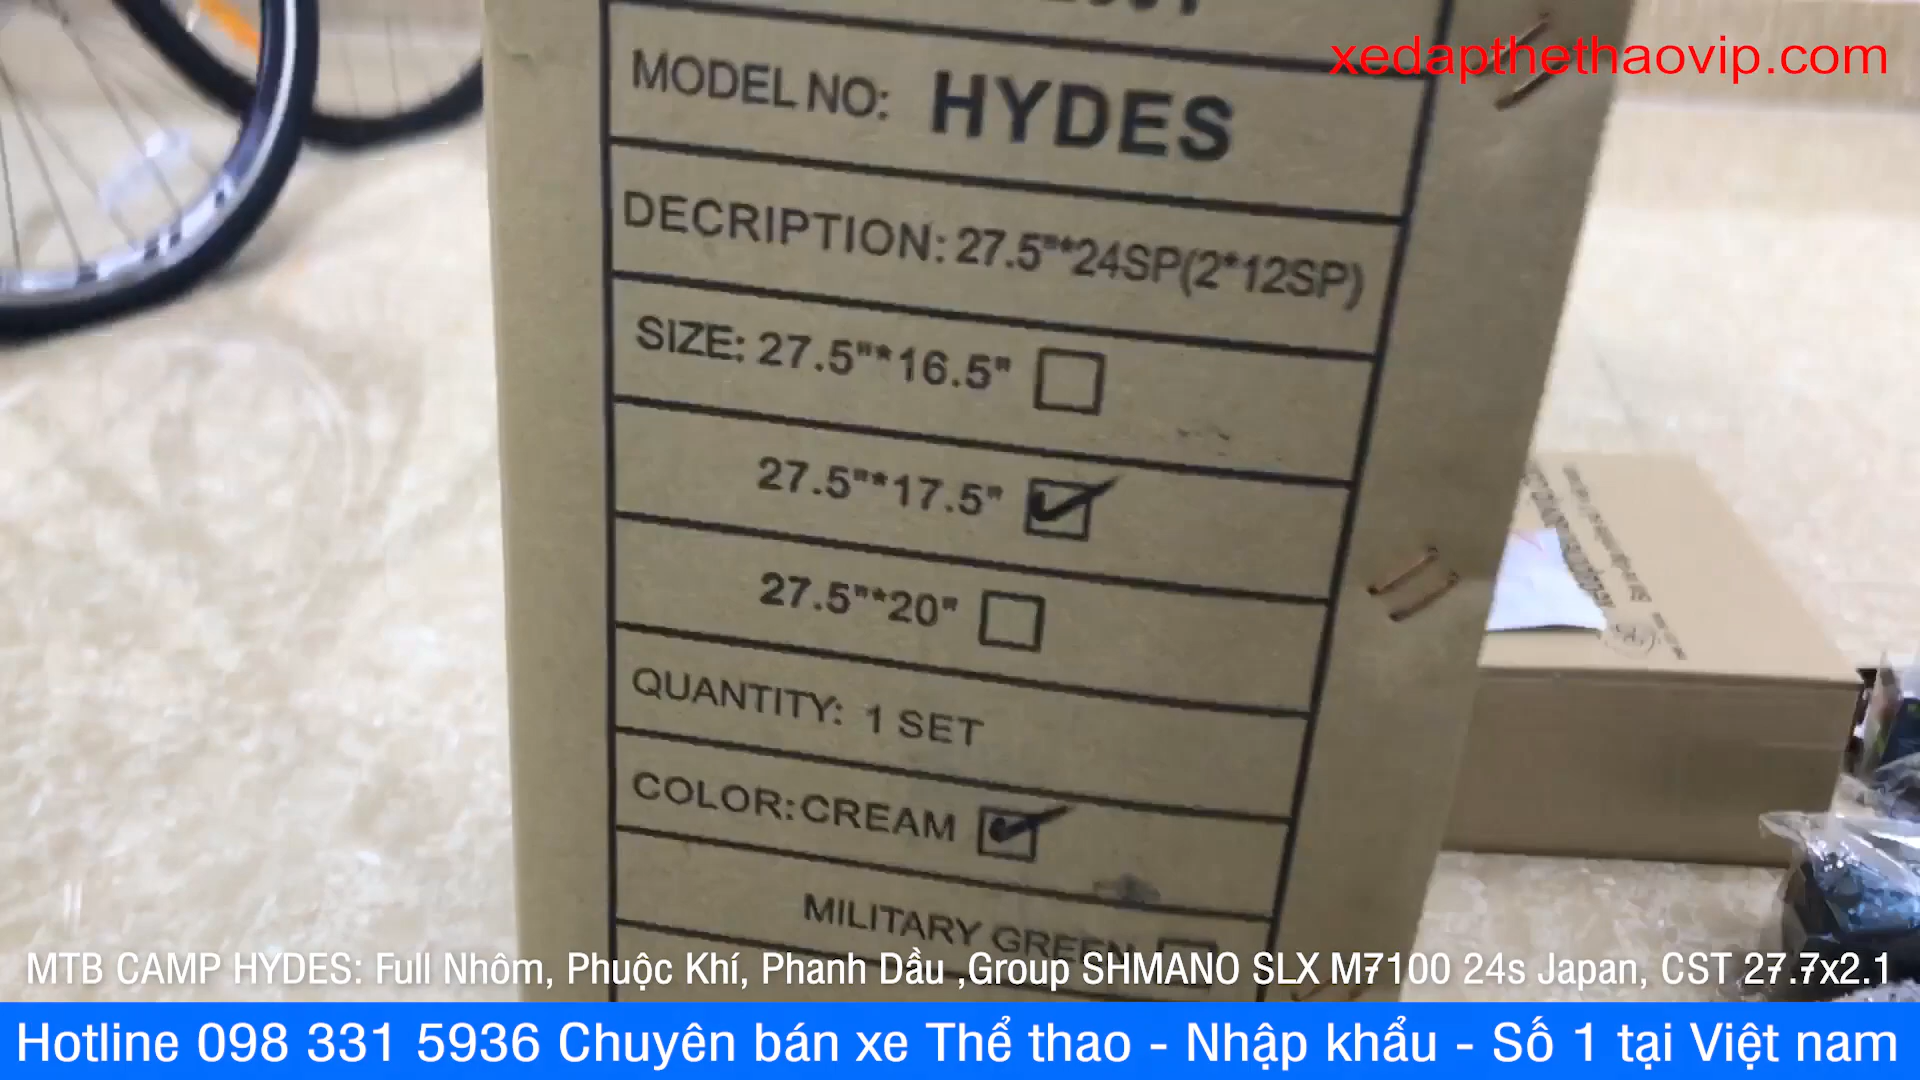 xedapthethaovip.com
MODEL NO: HYDES
DECRIPTION: 27.5"*24SP(2*12SP)
SIZE: 27.5"*16.5"
27.5"*17.5"
27.5"*20"
QUANTITY: 1 SET
COLOR: CREAM
MILITARY GREEN
MTB CAMP HYDES: Full Nhôm, Phuộc Khí, Phanh Dầu ,Group SHMANO SLX M7100 24s Japan, CST 27.7x2.1
Hotline 098 331 5936 Chuyên bán xe Thể thao - Nhập khẩu - Số 1 tại Việt nam